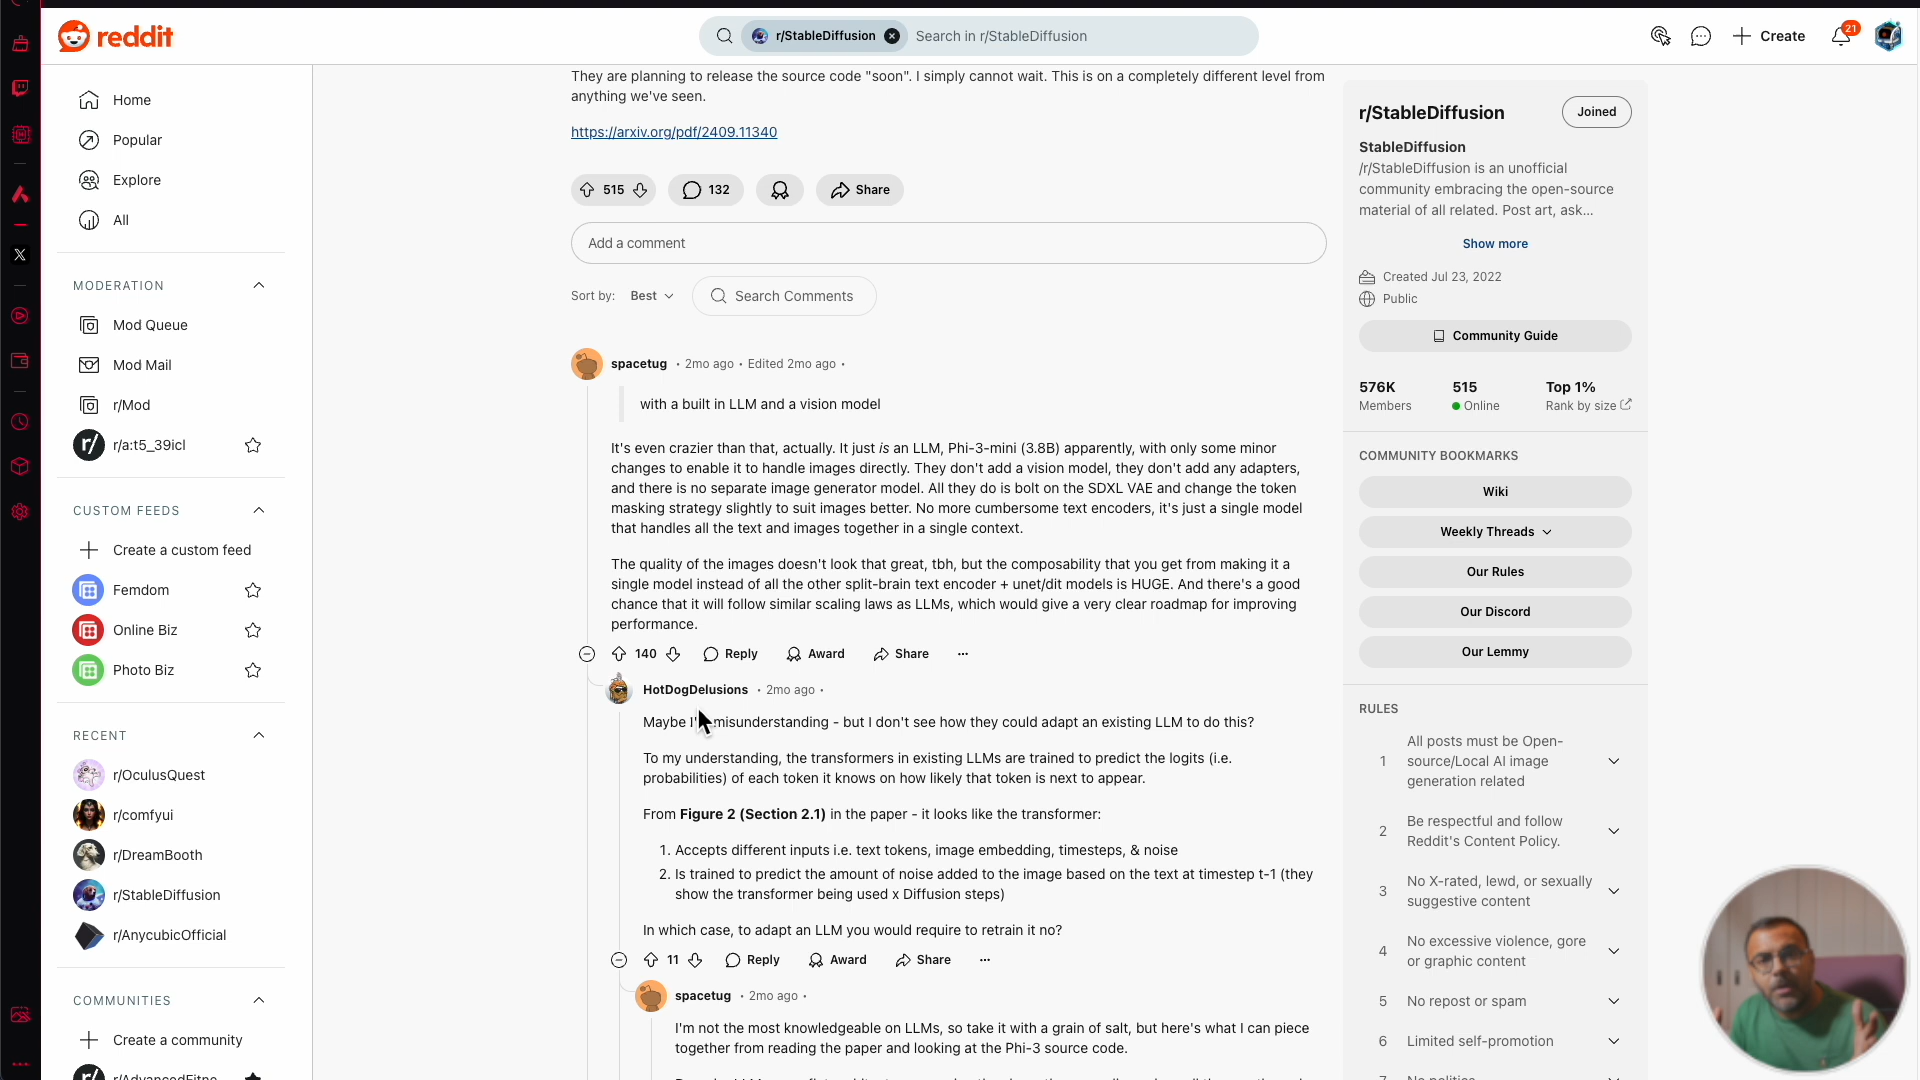 reddit
r/StableDiffusion
Search in r/StableDiffusion
Create
21
Home
Popular
Explore
All
MODERATION
Mod Queue
Mod Mail
r/Mod
r/a:t5_39icl
CUSTOM FEEDS
Create a custom feed
Femdom
Online Biz
Photo Biz
RECENT
r/OculusQuest
r/comfyui
r/DreamBooth
r/StableDiffusion
r/AnycubicOfficial
COMMUNITIES
Create a community
They are planning to release the source code "soon". I simply cannot wait. This is on a completely different level from
anything we've seen.
https://arxiv.org/pdf/2409.11340
515
132
Share
Add a comment
Sort by: Best
Search Comments
spacetug • 2mo ago • Edited 2mo ago •
with a built in LLM and a vision model
It's even crazier than that, actually. It just is an LLM, Phi-3-mini (3.8B) apparently, with only some minor
changes to enable it to handle images directly. They don't add a vision model, they don't add any adapters,
and there is no separate image generator model. All they do is bolt on the SDXL VAE and change the token
masking strategy slightly to suit images better. No more cumbersome text encoders, it's just a single model
that handles all the text and images together in a single context.
The quality of the images doesn't look that great, tbh, but the composability that you get from making it a
single model instead of all the other split-brain text encoder + unet/dit models is HUGE. And there's a good
chance that it will follow similar scaling laws as LLMs, which would give a very clear roadmap for improving
performance.
140 Reply Award Share
HotDogDelusions • 2mo ago •
Maybe misunderstanding - but I don't see how they could adapt an existing LLM to do this?
To my understanding, the transformers in existing LLMs are trained to predict the logits (i.e.
probabilities) of each token it knows on how likely that token is next to appear.
From Figure 2 (Section 2.1) in the paper - it looks like the transformer:
1. Accepts different inputs i.e. text tokens, image embedding, timesteps, & noise
2. Is trained to predict the amount of noise added to the image based on the text at timestep t-1 (they
show the transformer being used x Diffusion steps)
In which case, to adapt an LLM you would require to retrain it no?
11 Reply Award Share
spacetug • 2mo ago •
I'm not the most knowledgeable on LLMs, so take it with a grain of salt, but here's what I can piece
together from reading the paper and looking at the Phi-3 source code.
r/StableDiffusion
Joined
StableDiffusion
/r/StableDiffusion is an unofficial
community embracing the open-source
material of all related. Post art, ask...
Show more
Created Jul 23, 2022
Public
Community Guide
576K 515 Top 1%
Members Online Rank by size
COMMUNITY BOOKMARKS
Wiki
Weekly Threads
Our Rules
Our Discord
Our Lemmy
RULES
1 All posts must be Open-
source/Local AI image
generation related
2 Be respectful and follow
Reddit's Content Policy.
3 No X-rated, lewd, or sexually
suggestive content
4 No excessive violence, gore
or graphic content
5 No repost or spam
6 Limited self-promotion